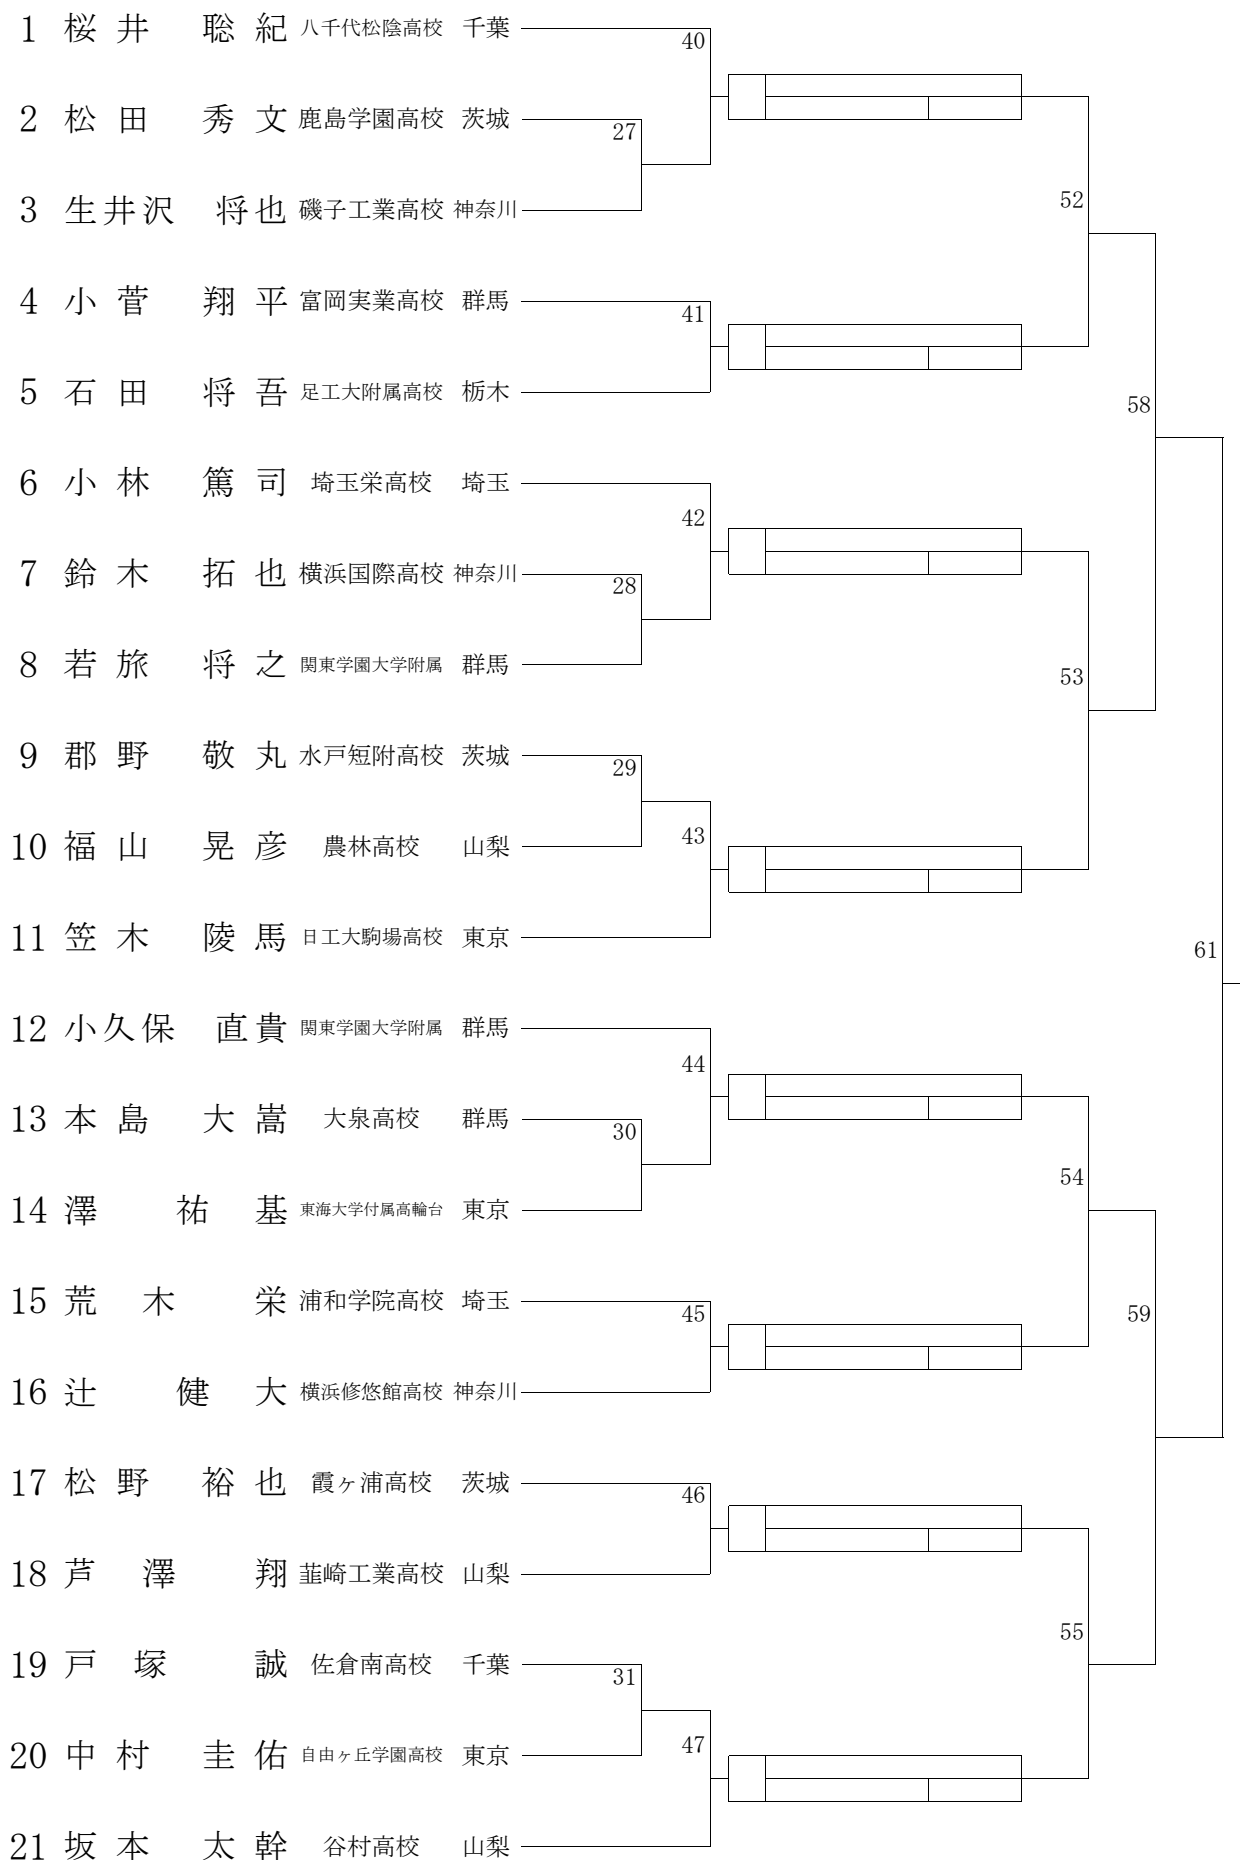 1 桜井 聡紀 八千代松陰高校 千葉
40
2 松田 秀文 鹿島学園高校 茨城
27
3 生井沢 将也 磯子工業高校 神奈川
52
4 小菅 翔平 富岡実業高校 群馬
41
5 石田 将吾 足工大附属高校 栃木
58
6 小林 篤司 埼玉栄高校 埼玉
42
7 鈴木 拓也 横浜国際高校 神奈川
28
8 若旅 将之 関東学園大学附属 群馬
53
9 郡野 敬丸 水戸短附高校 茨城
29
10 福山 晃彦 農林高校 山梨
43
11 笠木 陵馬 日工大駒場高校 東京
61
12 小久保 直貴 関東学園大学附属 群馬
44
13 本島 大嵩 大泉高校 群馬
30
54
14 澤 祐基 東海大学付属高輪台 東京
15 荒木 栄 浦和学院高校 埼玉
45
59
16 辻 健大 横浜修悠館高校 神奈川
17 松野 裕也 霞ヶ浦高校 茨城
46
18 芦澤 翔 韮崎工業高校 山梨
55
19 戸塚 誠 佐倉南高校 千葉
31
20 中村 圭佑 自由ヶ丘学園高校 東京
47
21 坂本 太幹 谷村高校 山梨